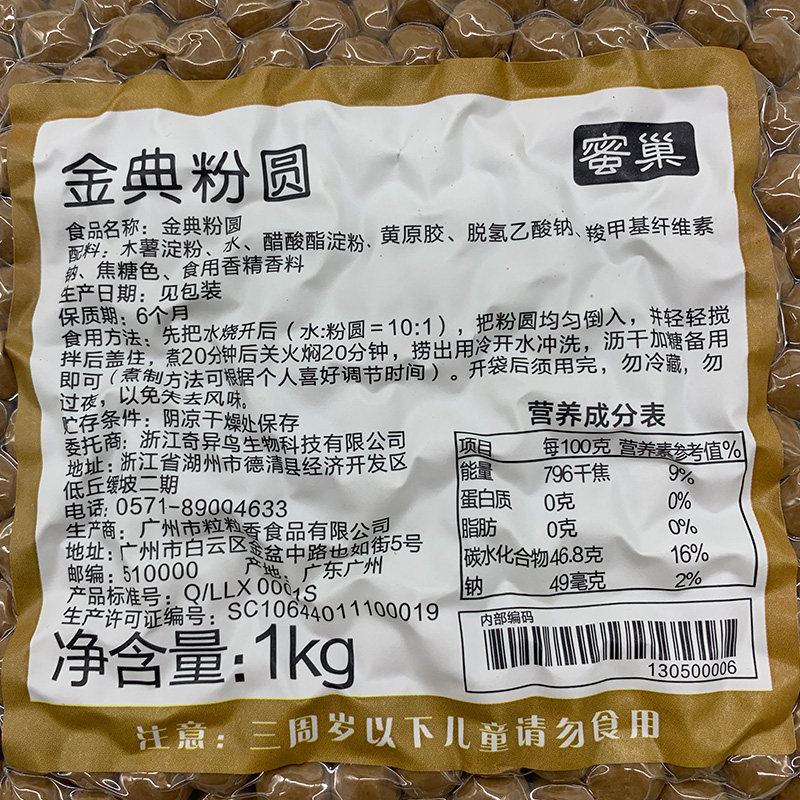 蜜巢
金典粉圆
食品名称：金典粉圆
配料：木薯淀粉、水、醋酸酯淀粉、黄原胶、脱氢乙酸钠、羧甲基纤维素
钠、焦糖色、食用香精香料
生产日期：见包装
保质期：6个月
食用方法：先把水烧开后（水:粉圆＝10:1），把粉圆均匀倒入，并轻轻搅
拌后盖住，煮20分钟后关火焖20分钟，捞出用冷开水冲洗，沥干加糖备用
即可（煮制方法可根据个人喜好调节时间）。开袋后须用完，勿冷藏，勿
过夜，以免失去风味。
贮存条件：阴凉干燥处保存
委托商：浙江奇异鸟生物科技有限公司
地址：浙江省湖州市德清县经济开发区
低丘缓坡二期
电话：0571-89004633
生产商：广州市粒粒香食品有限公司
地址：广州市白云区金盆中路也如街5号
邮编：510000 产地：广东广州
产品标准号：Q/LLX 0001S
生产许可证编号：SC10644011100019
净含量：1kg
营养成分表
项目 每100克 营养素参考值%
能量 796千焦 9%
蛋白质 0克 0%
脂肪 0克 0%
碳水化合物 46.8克 16%
钠 49毫克 2%
内部编码
130500006
注意：三周岁以下儿童请勿食用